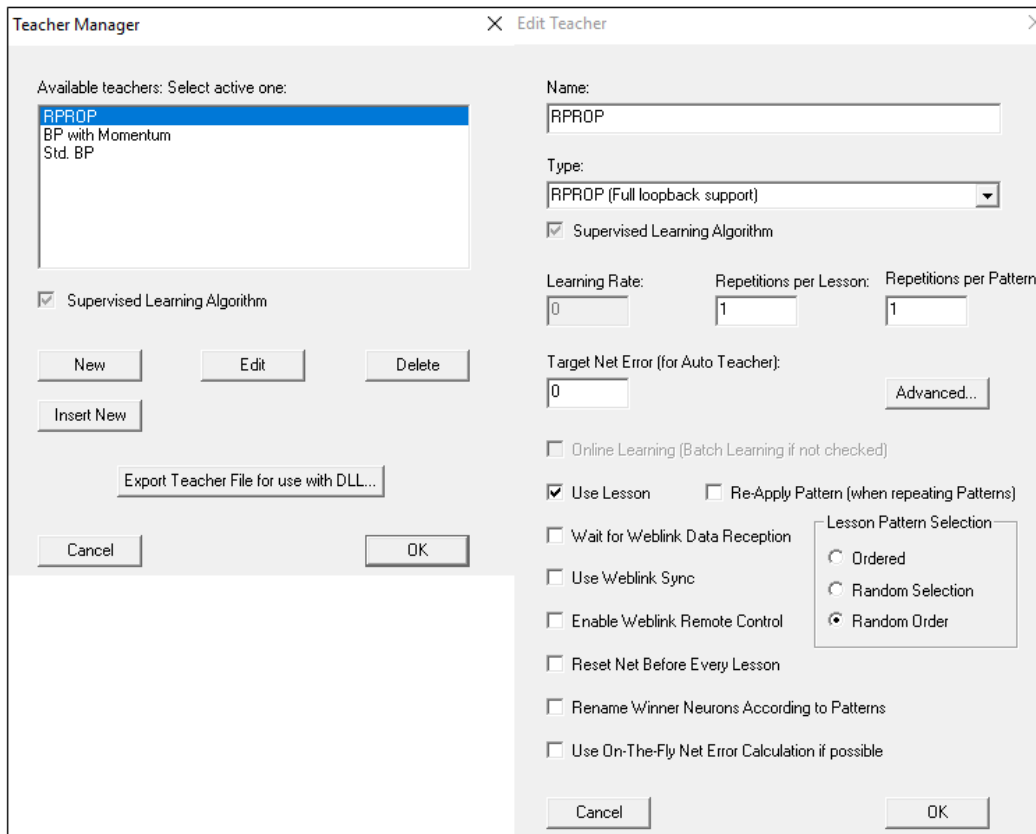 Teacher Manager
Available teachers: Select active one:
RPROP
BP with Momentum
Std. BP
Supervised Learning Algorithm
New
Edit
Delete
Insert New
Export Teacher File for use with DLL...
Cancel
OK
Edit Teacher
Name:
RPROP
Type:
RPROP (Full loopback support)
Supervised Learning Algorithm
Learning Rate:
Repetitions per Lesson:
Repetitions per Pattern
0
1
1
Target Net Error (for Auto Teacher):
0
Advanced...
Online Learning (Batch Learning if not checked)
Use Lesson
Re-Apply Pattern (when repeating Patterns)
Wait for Weblink Data Reception
Use Weblink Sync
Enable Weblink Remote Control
Lesson Pattern Selection
Ordered
Random Selection
Random Order
Reset Net Before Every Lesson
Rename Winner Neurons According to Patterns
Use On-The-Fly Net Error Calculation if possible
Cancel
OK